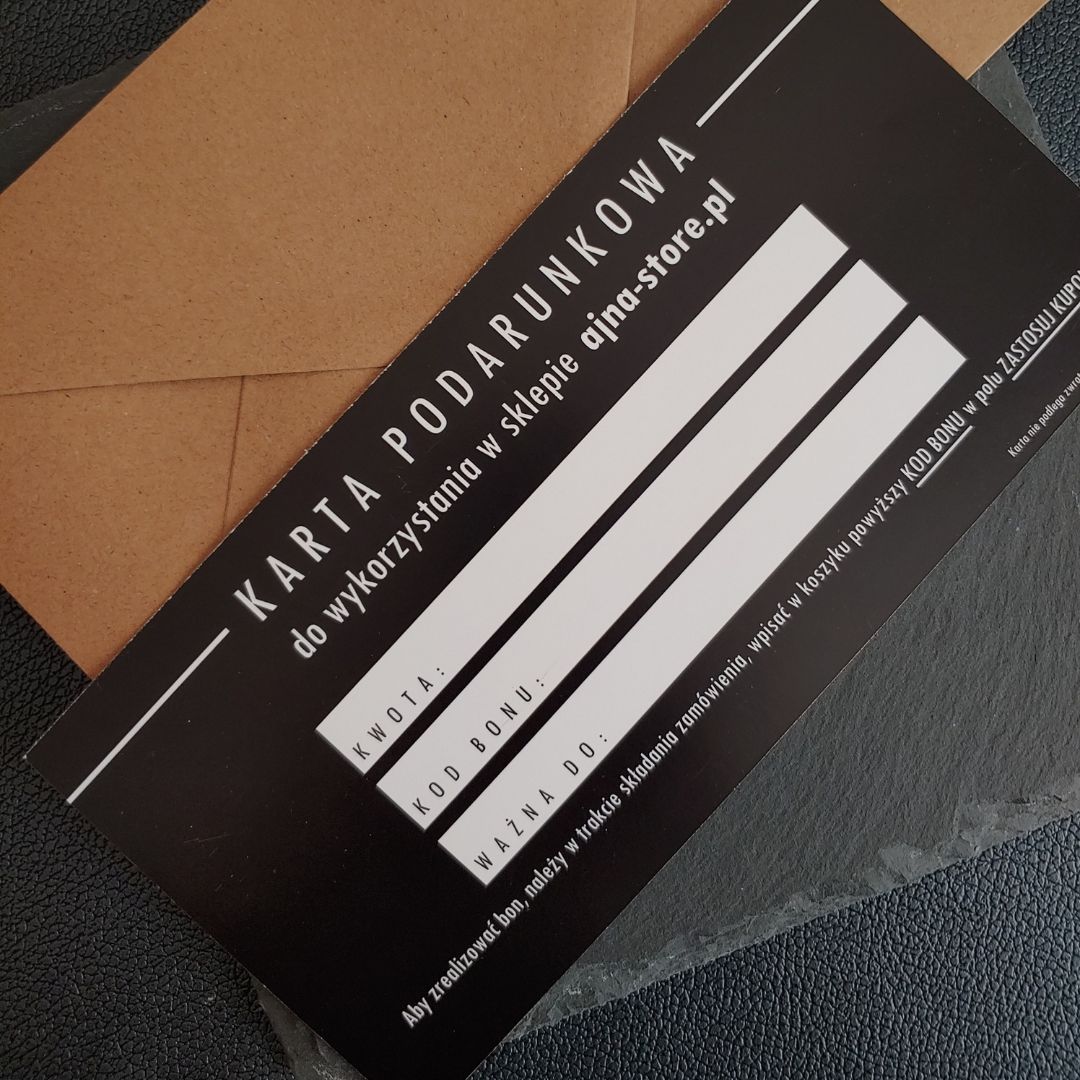 KARTA PODARUNKOWA
do wykorzystania w sklepie ajna-store.pl
KWOTA:
KOD BONU:
WAŻNA DO:
Aby zrealizować bon, należy w trakcie składania zamówienia, wpisać w koszyku powyższy KOD BONU w polu ZASTOSUJ KUPO
Karta nie podlega